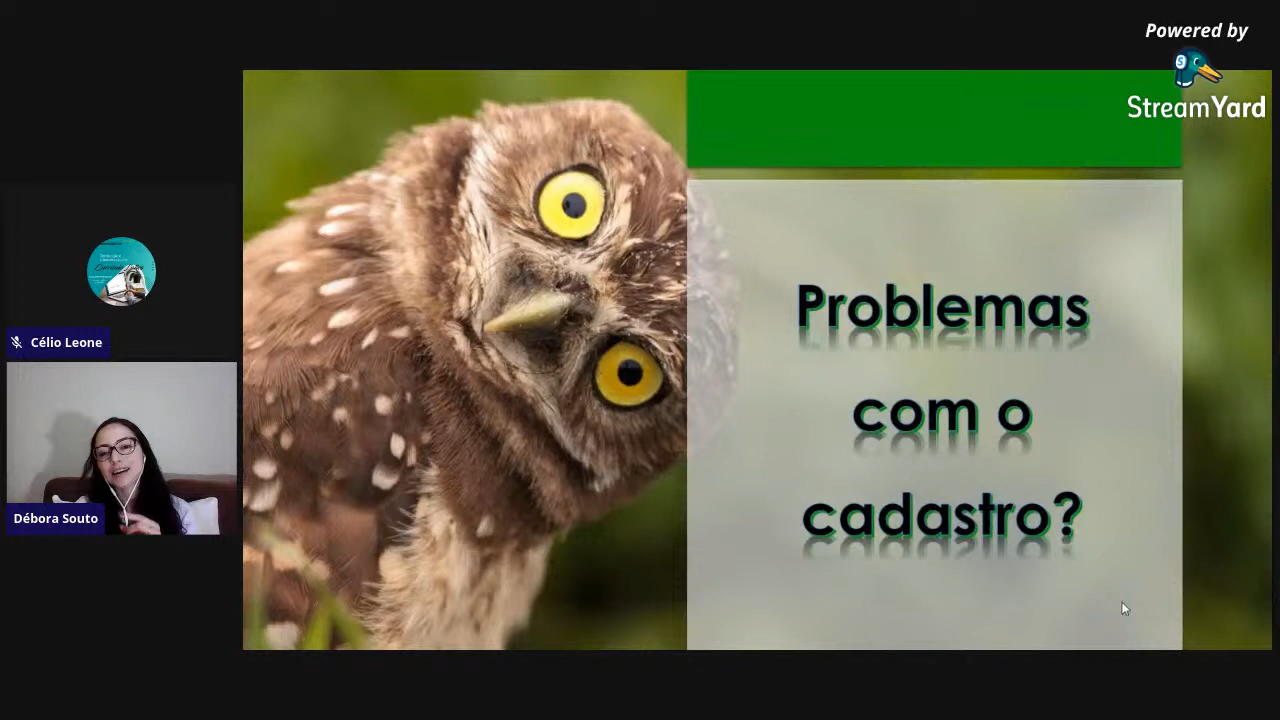 Powered by
StreamYard
Problemas
com o
cadastro?
Célio Leone
Débora Souto